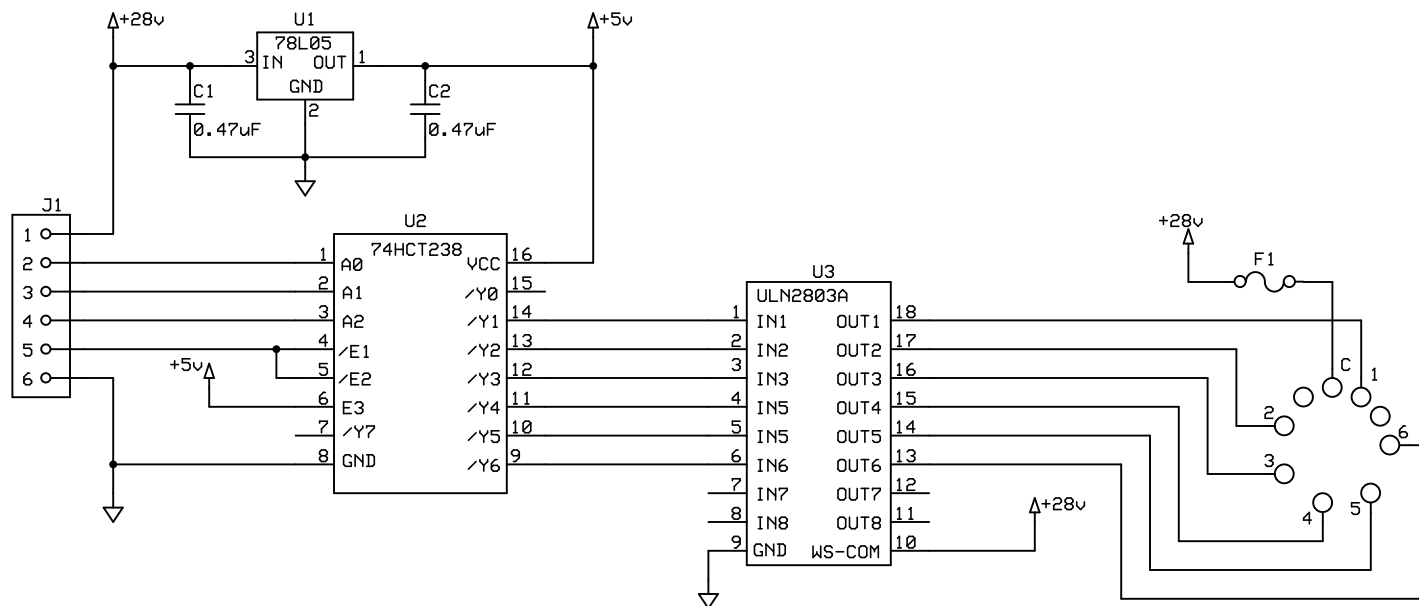 +28v
U1
+5v
78L05
3 IN OUT 1
GND
2
C1
0.47uF
C2
0.47uF
J1
1
2
3
4
5
6
U2
74HCT238
1 A0 VCC 16
2 A1 /Y0 15
3 A2 /Y1 14
4 /E1 /Y2 13
5 /E2 /Y3 12
+5v
6 E3 /Y4 11
7 /Y7 /Y5 10
8 GND /Y6 9
U3
ULN2803A
1 IN1 OUT1 18
2 IN2 OUT2 17
3 IN3 OUT3 16
4 IN5 OUT4 15
5 IN5 OUT5 14
6 IN6 OUT6 13
7 IN7 OUT7 12
8 IN8 OUT8 11
9 GND WS-COM 10
+28v
+28v
F1
C
1
2
6
3
4
5